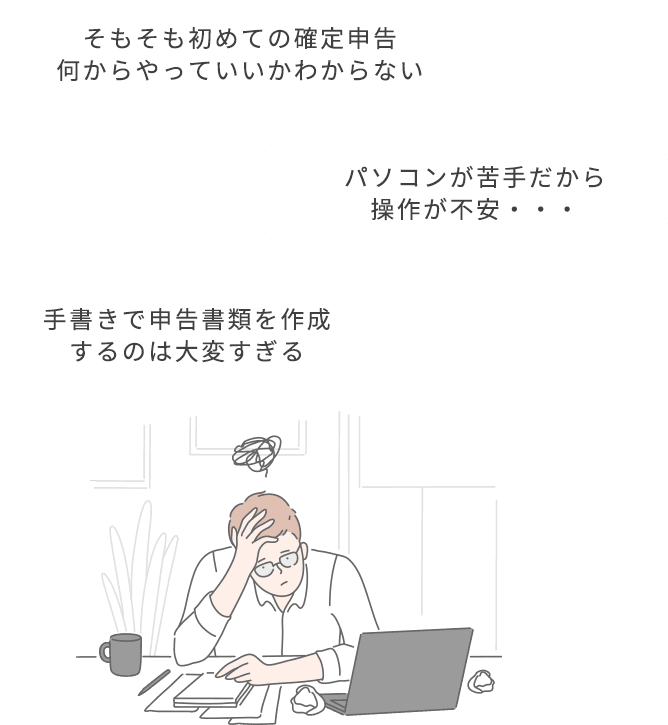 そもそも初めての確定申告
何からやっていいかわからない
パソコンが苦手だから
操作が不安・・・
手書きで申告書類を作成
するのは大変すぎる